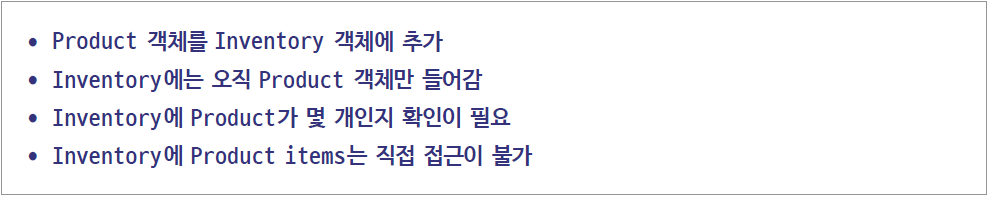 • Product 객체를 Inventory 객체에 추가
• Inventory에는 오직 Product 객체만 들어감
• Inventory에 Product가 몇 개인지 확인이 필요
• Inventory에 Product items는 직접 접근이 불가